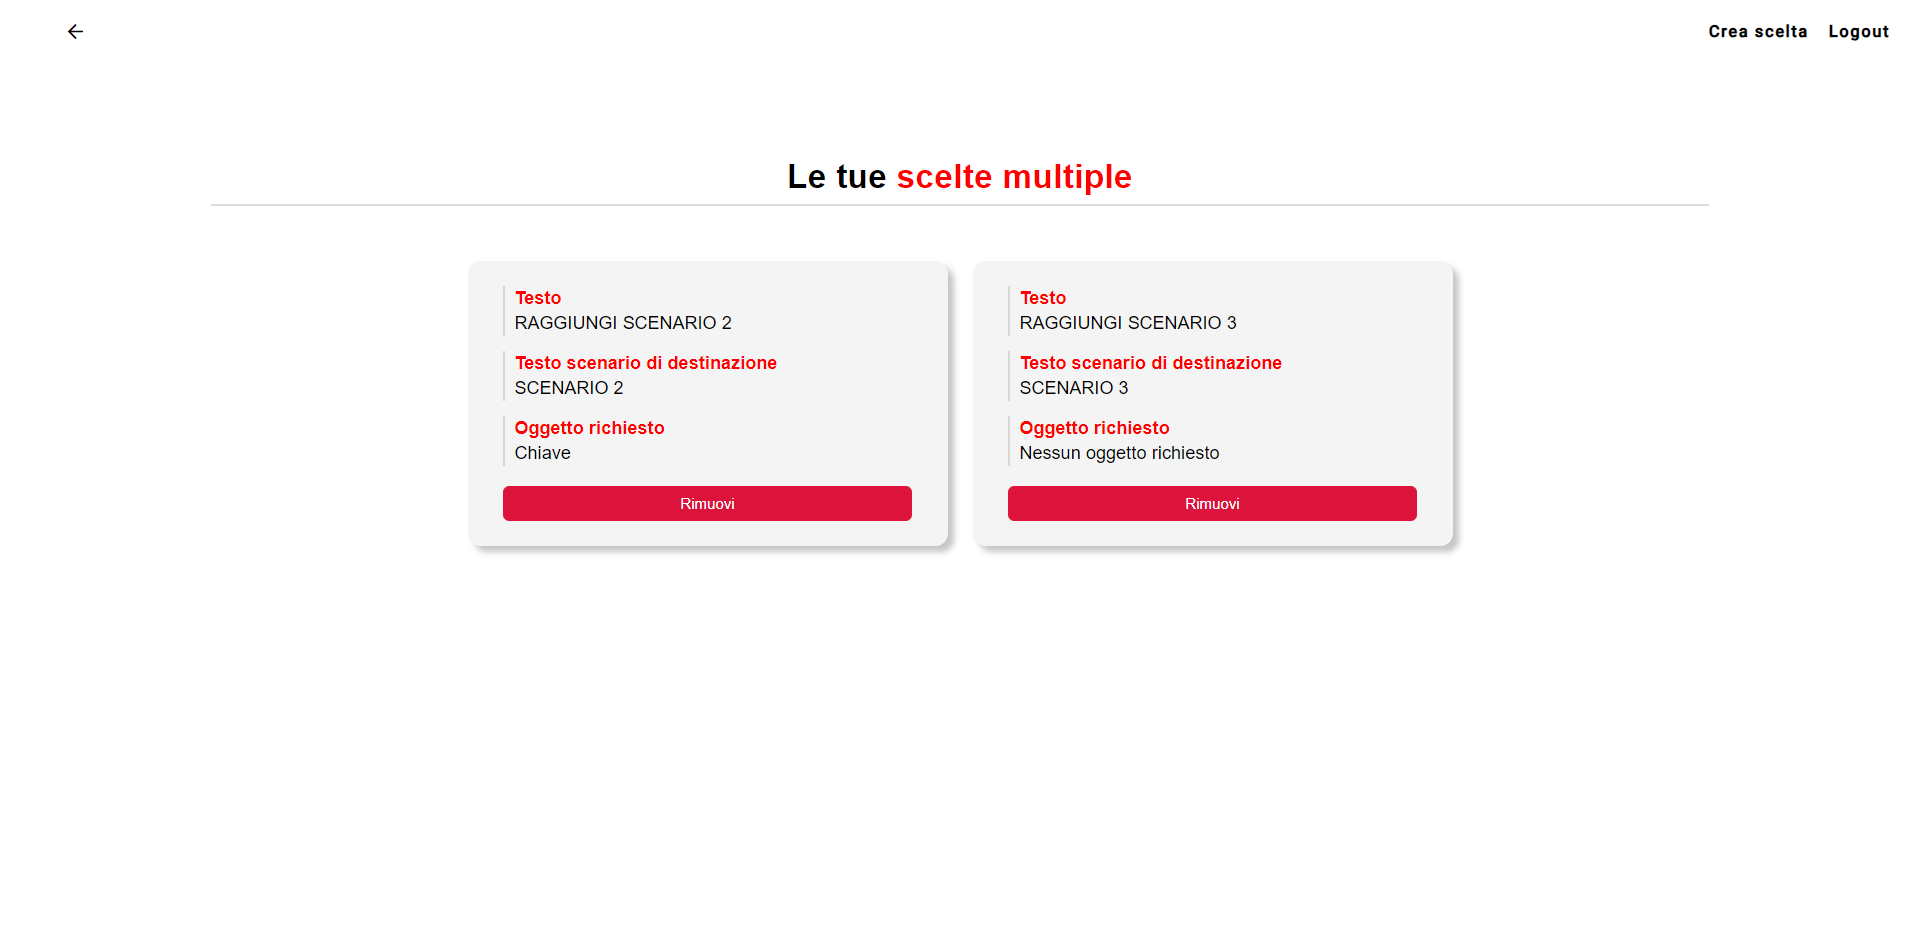 Crea scelta Logout
Le tue scelte multiple
Testo
RAGGIUNGI SCENARIO 2
Testo scenario di destinazione
SCENARIO 2
Oggetto richiesto
Chiave
Rimuovi
Testo
RAGGIUNGI SCENARIO 3
Testo scenario di destinazione
SCENARIO 3
Oggetto richiesto
Nessun oggetto richiesto
Rimuovi